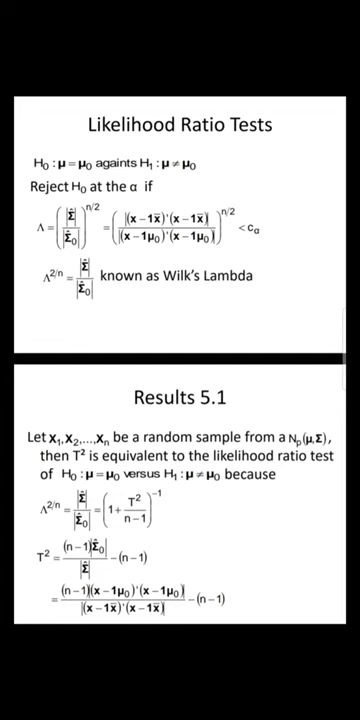 Likelihood Ratio Tests
H₀ : μ = μ₀ againts H₁ : μ ≠ μ₀
Reject H₀ at the α if
Λ = (|Σ̂| / |Σ̂₀|)^(n/2) = (|(x − 1x̄)'(x − 1x̄)| / |(x − 1μ₀)'(x − 1μ₀)|)^(n/2) < c_α
Λ^(2/n) = |Σ̂| / |Σ̂₀| known as Wilk's Lambda
Results 5.1
Let X₁, X₂,...,Xₙ be a random sample from a Nₚ(μ,Σ),
then T² is equivalent to the likelihood ratio test
of H₀ : μ = μ₀ versus H₁ : μ ≠ μ₀ because
Λ^(2/n) = |Σ̂| / |Σ̂₀| = (1 + T² / (n − 1))^(−1)
T² = (n − 1)|Σ̂₀| / |Σ̂| − (n − 1)
= (n − 1)|(x − 1μ₀)'(x − 1μ₀)| / |(x − 1x̄)'(x − 1x̄)| − (n − 1)